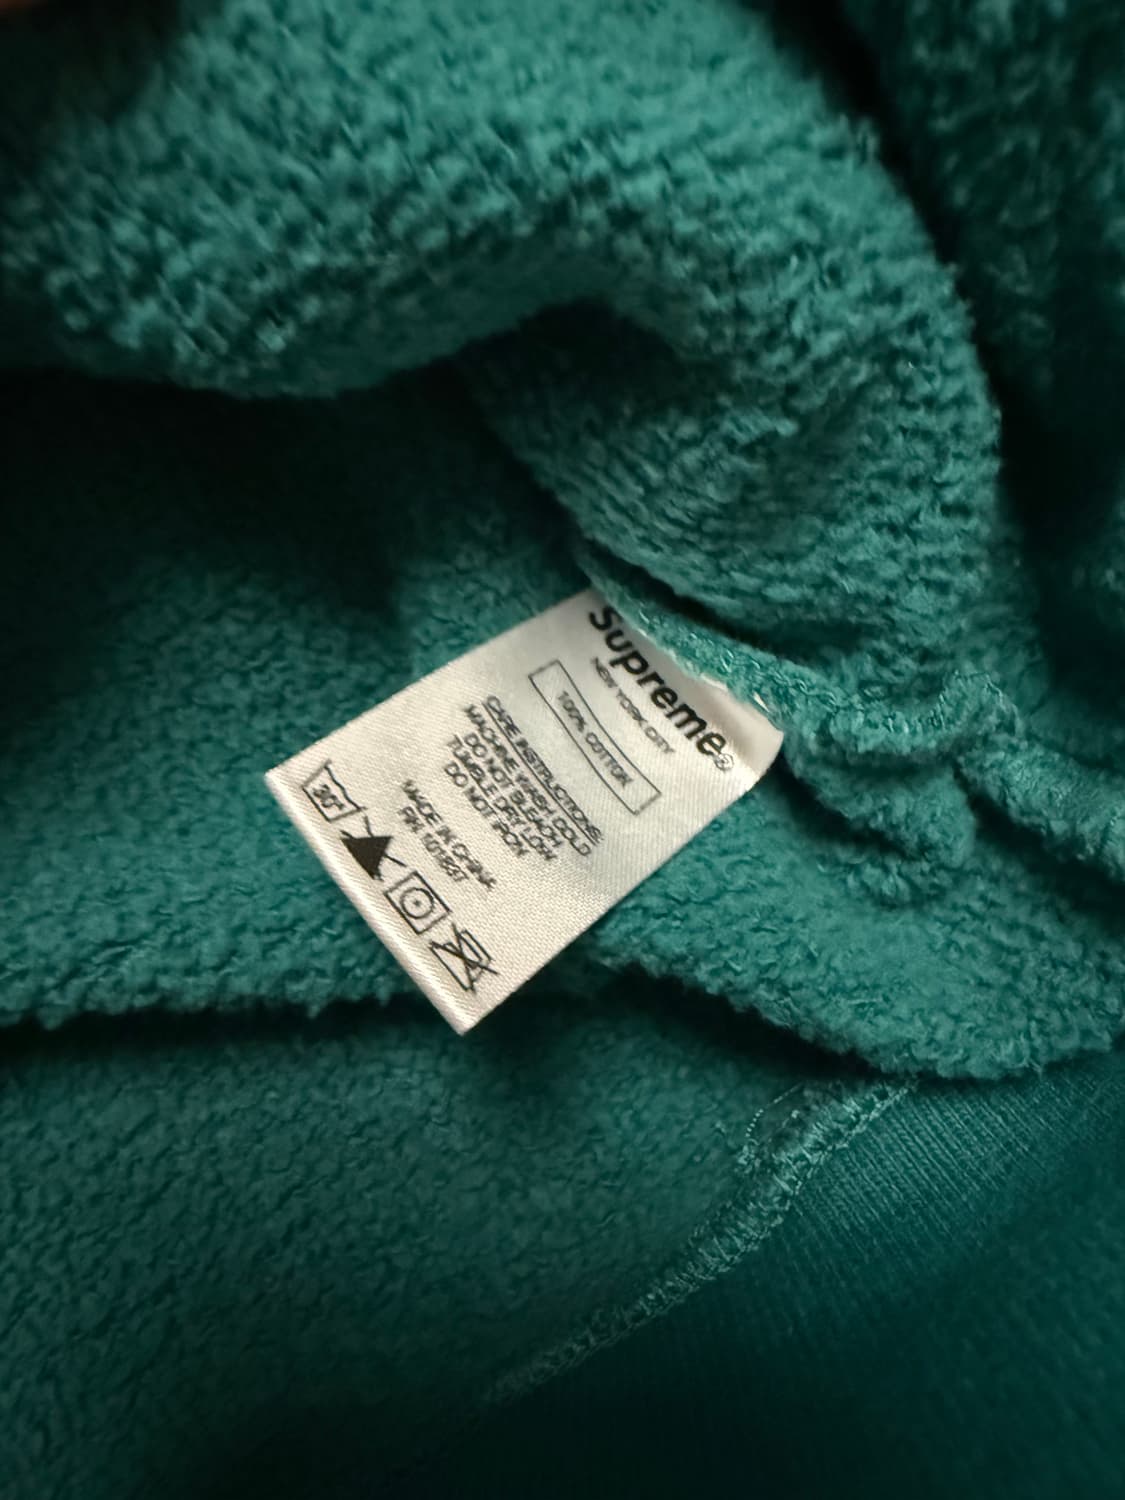 Supreme®
NEW YORK CITY
100% COTTON
CARE INSTRUCTIONS:
MACHINE WASH COLD
DO NOT BLEACH
TUMBLE DRY LOW
DO NOT IRON
MADE IN CHINA
RN
30°